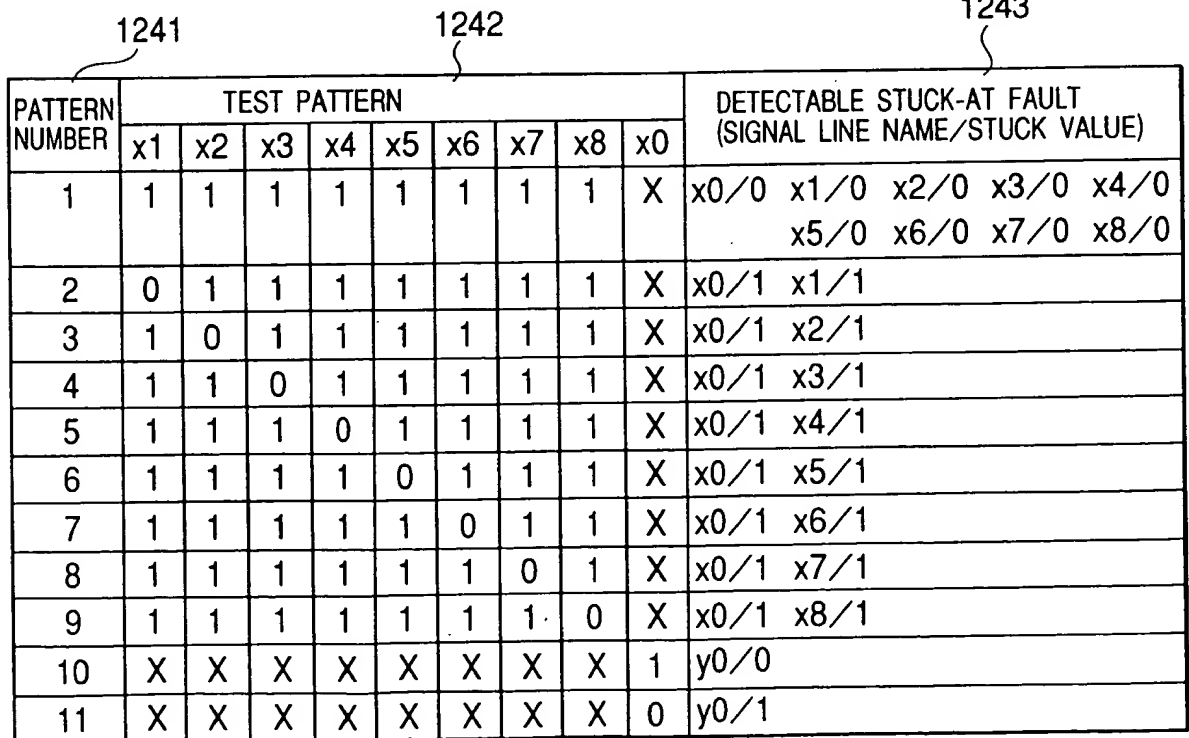 1241 1242 1243
PATTERN NUMBER TEST PATTERN DETECTABLE STUCK-AT FAULT
(SIGNAL LINE NAME/STUCK VALUE)
x1 x2 x3 x4 x5 x6 x7 x8 x0
1 1 1 1 1 1 1 1 1 X x0/0 x1/0 x2/0 x3/0 x4/0
x5/0 x6/0 x7/0 x8/0
2 0 1 1 1 1 1 1 1 X x0/1 x1/1
3 1 0 1 1 1 1 1 1 X x0/1 x2/1
4 1 1 0 1 1 1 1 1 X x0/1 x3/1
5 1 1 1 0 1 1 1 1 X x0/1 x4/1
6 1 1 1 1 0 1 1 1 X x0/1 x5/1
7 1 1 1 1 1 0 1 1 X x0/1 x6/1
8 1 1 1 1 1 1 0 1 X x0/1 x7/1
9 1 1 1 1 1 1 1 0 X x0/1 x8/1
10 X X X X X X X X 1 y0/0
11 X X X X X X X X 0 y0/1